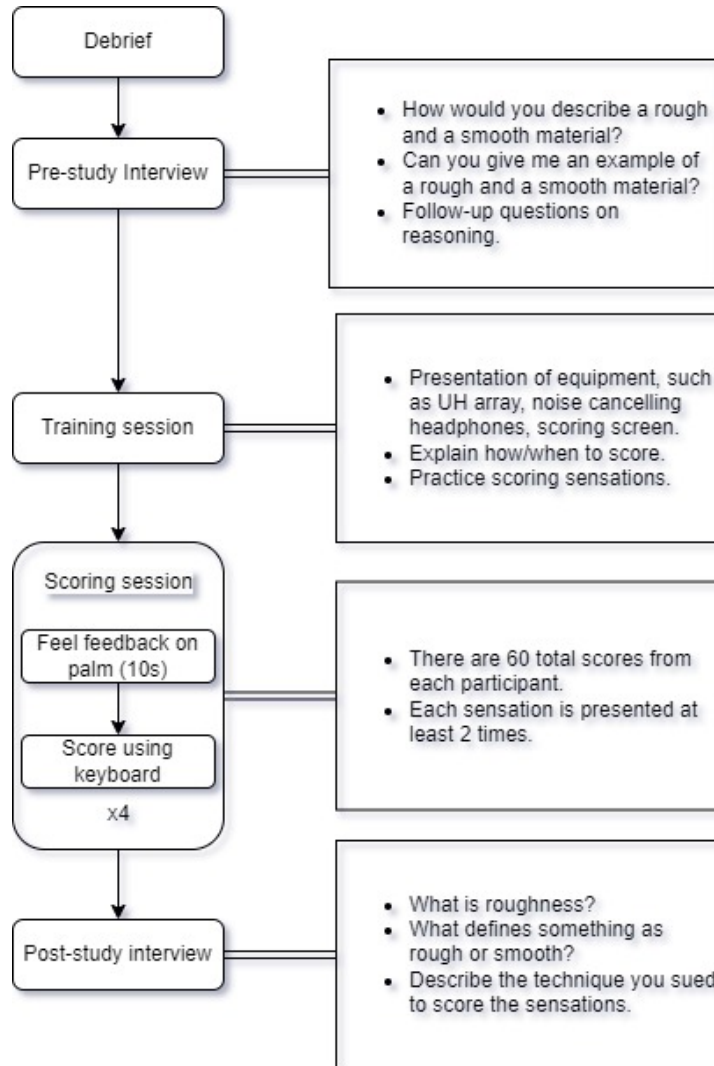 Debrief
Pre-study Interview
• How would you describe a rough
and a smooth material?
• Can you give me an example of
a rough and a smooth material?
• Follow-up questions on
reasoning.
Training session
• Presentation of equipment, such
as UH array, noise cancelling
headphones, scoring screen.
• Explain how/when to score.
• Practice scoring sensations.
Scoring session
Feel feedback on
palm (10s)
Score using
keyboard
x4
• There are 60 total scores from
each participant.
• Each sensation is presented at
least 2 times.
Post-study interview
• What is roughness?
• What defines something as
rough or smooth?
• Describe the technique you sued
to score the sensations.